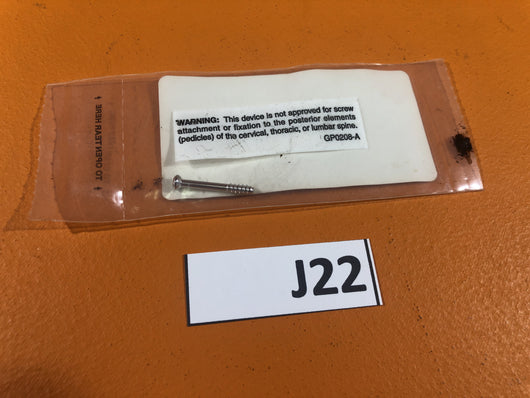 WARNING: This device is not approved for screw
attachment or fixation to the posterior elements
(pedicles) of the cervical, thoracic, or lumbar spine.
GP0208-A
TO OPEN TEAR HERE
J22